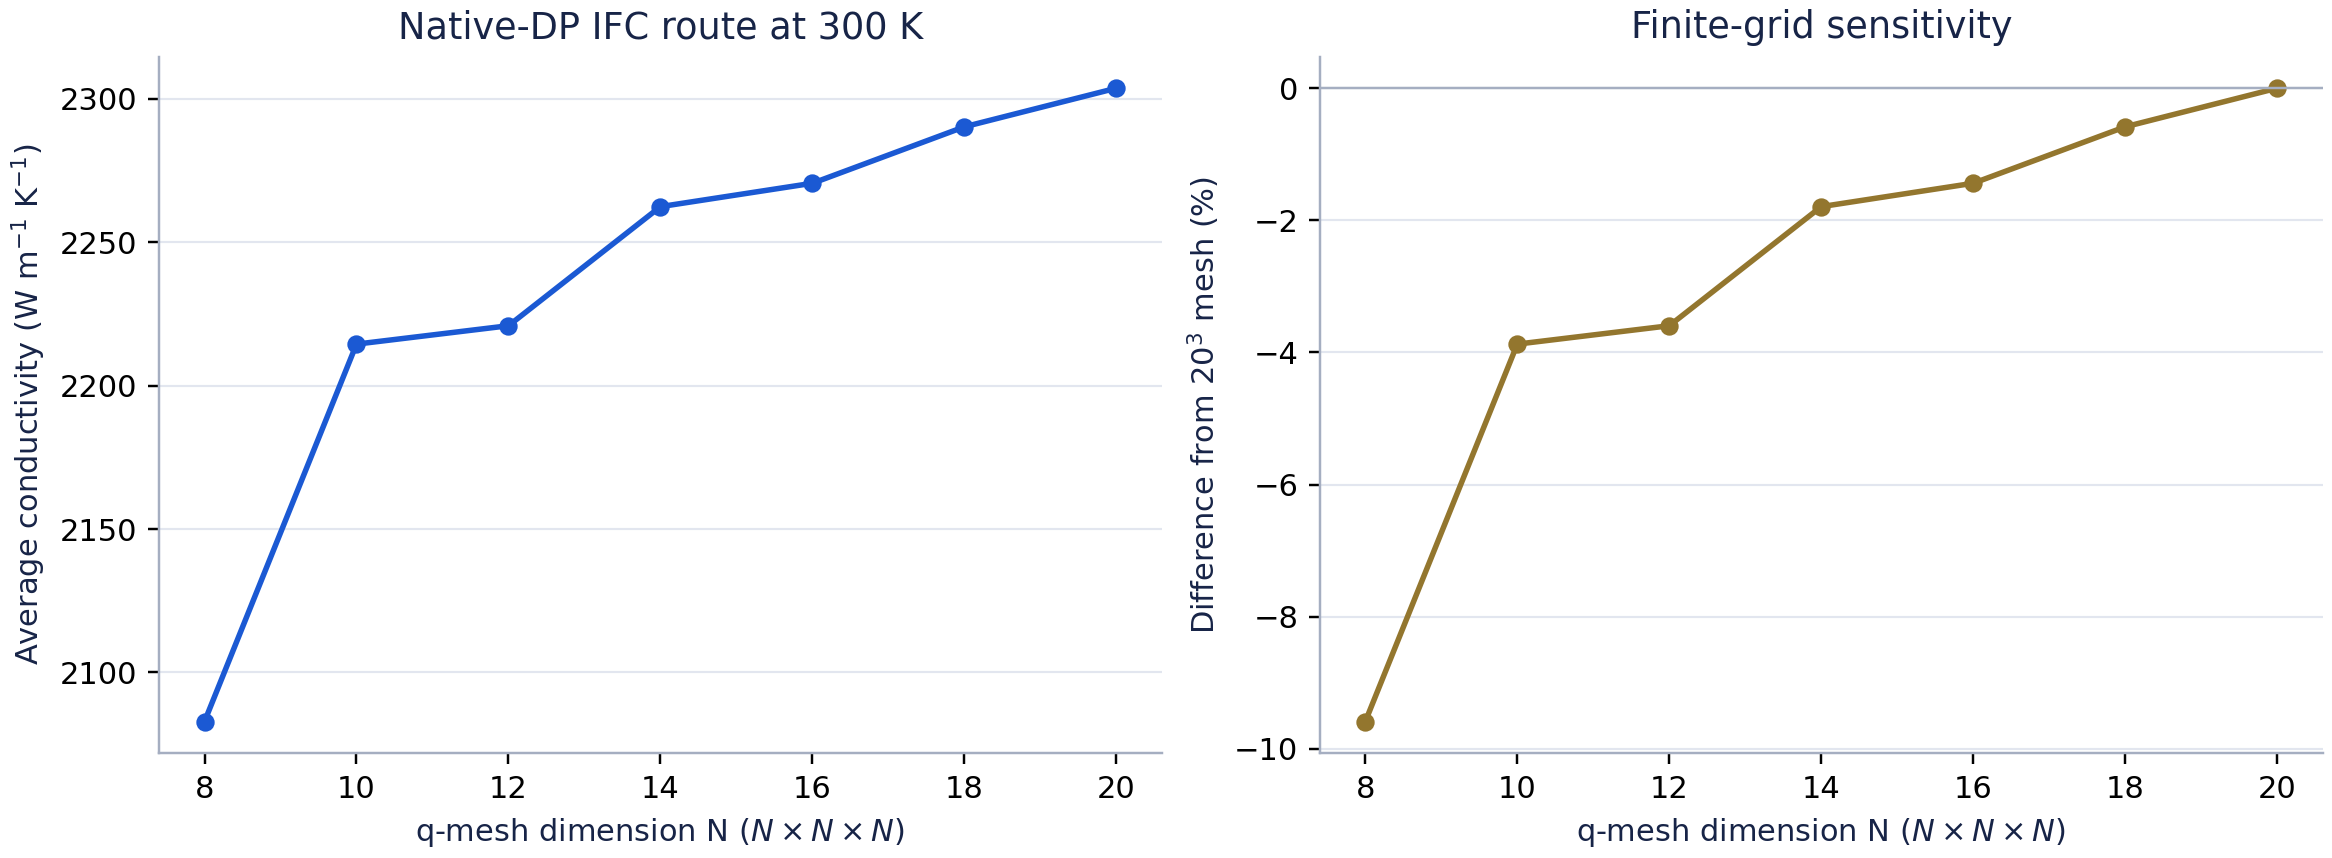 Native-DP IFC route at 300 K
Average conductivity (W m⁻¹ K⁻¹)
2300
2250
2200
2150
2100
8 10 12 14 16 18 20
q-mesh dimension N (N × N × N)
Finite-grid sensitivity
Difference from 20³ mesh (%)
0
−2
−4
−6
−8
−10
8 10 12 14 16 18 20
q-mesh dimension N (N × N × N)